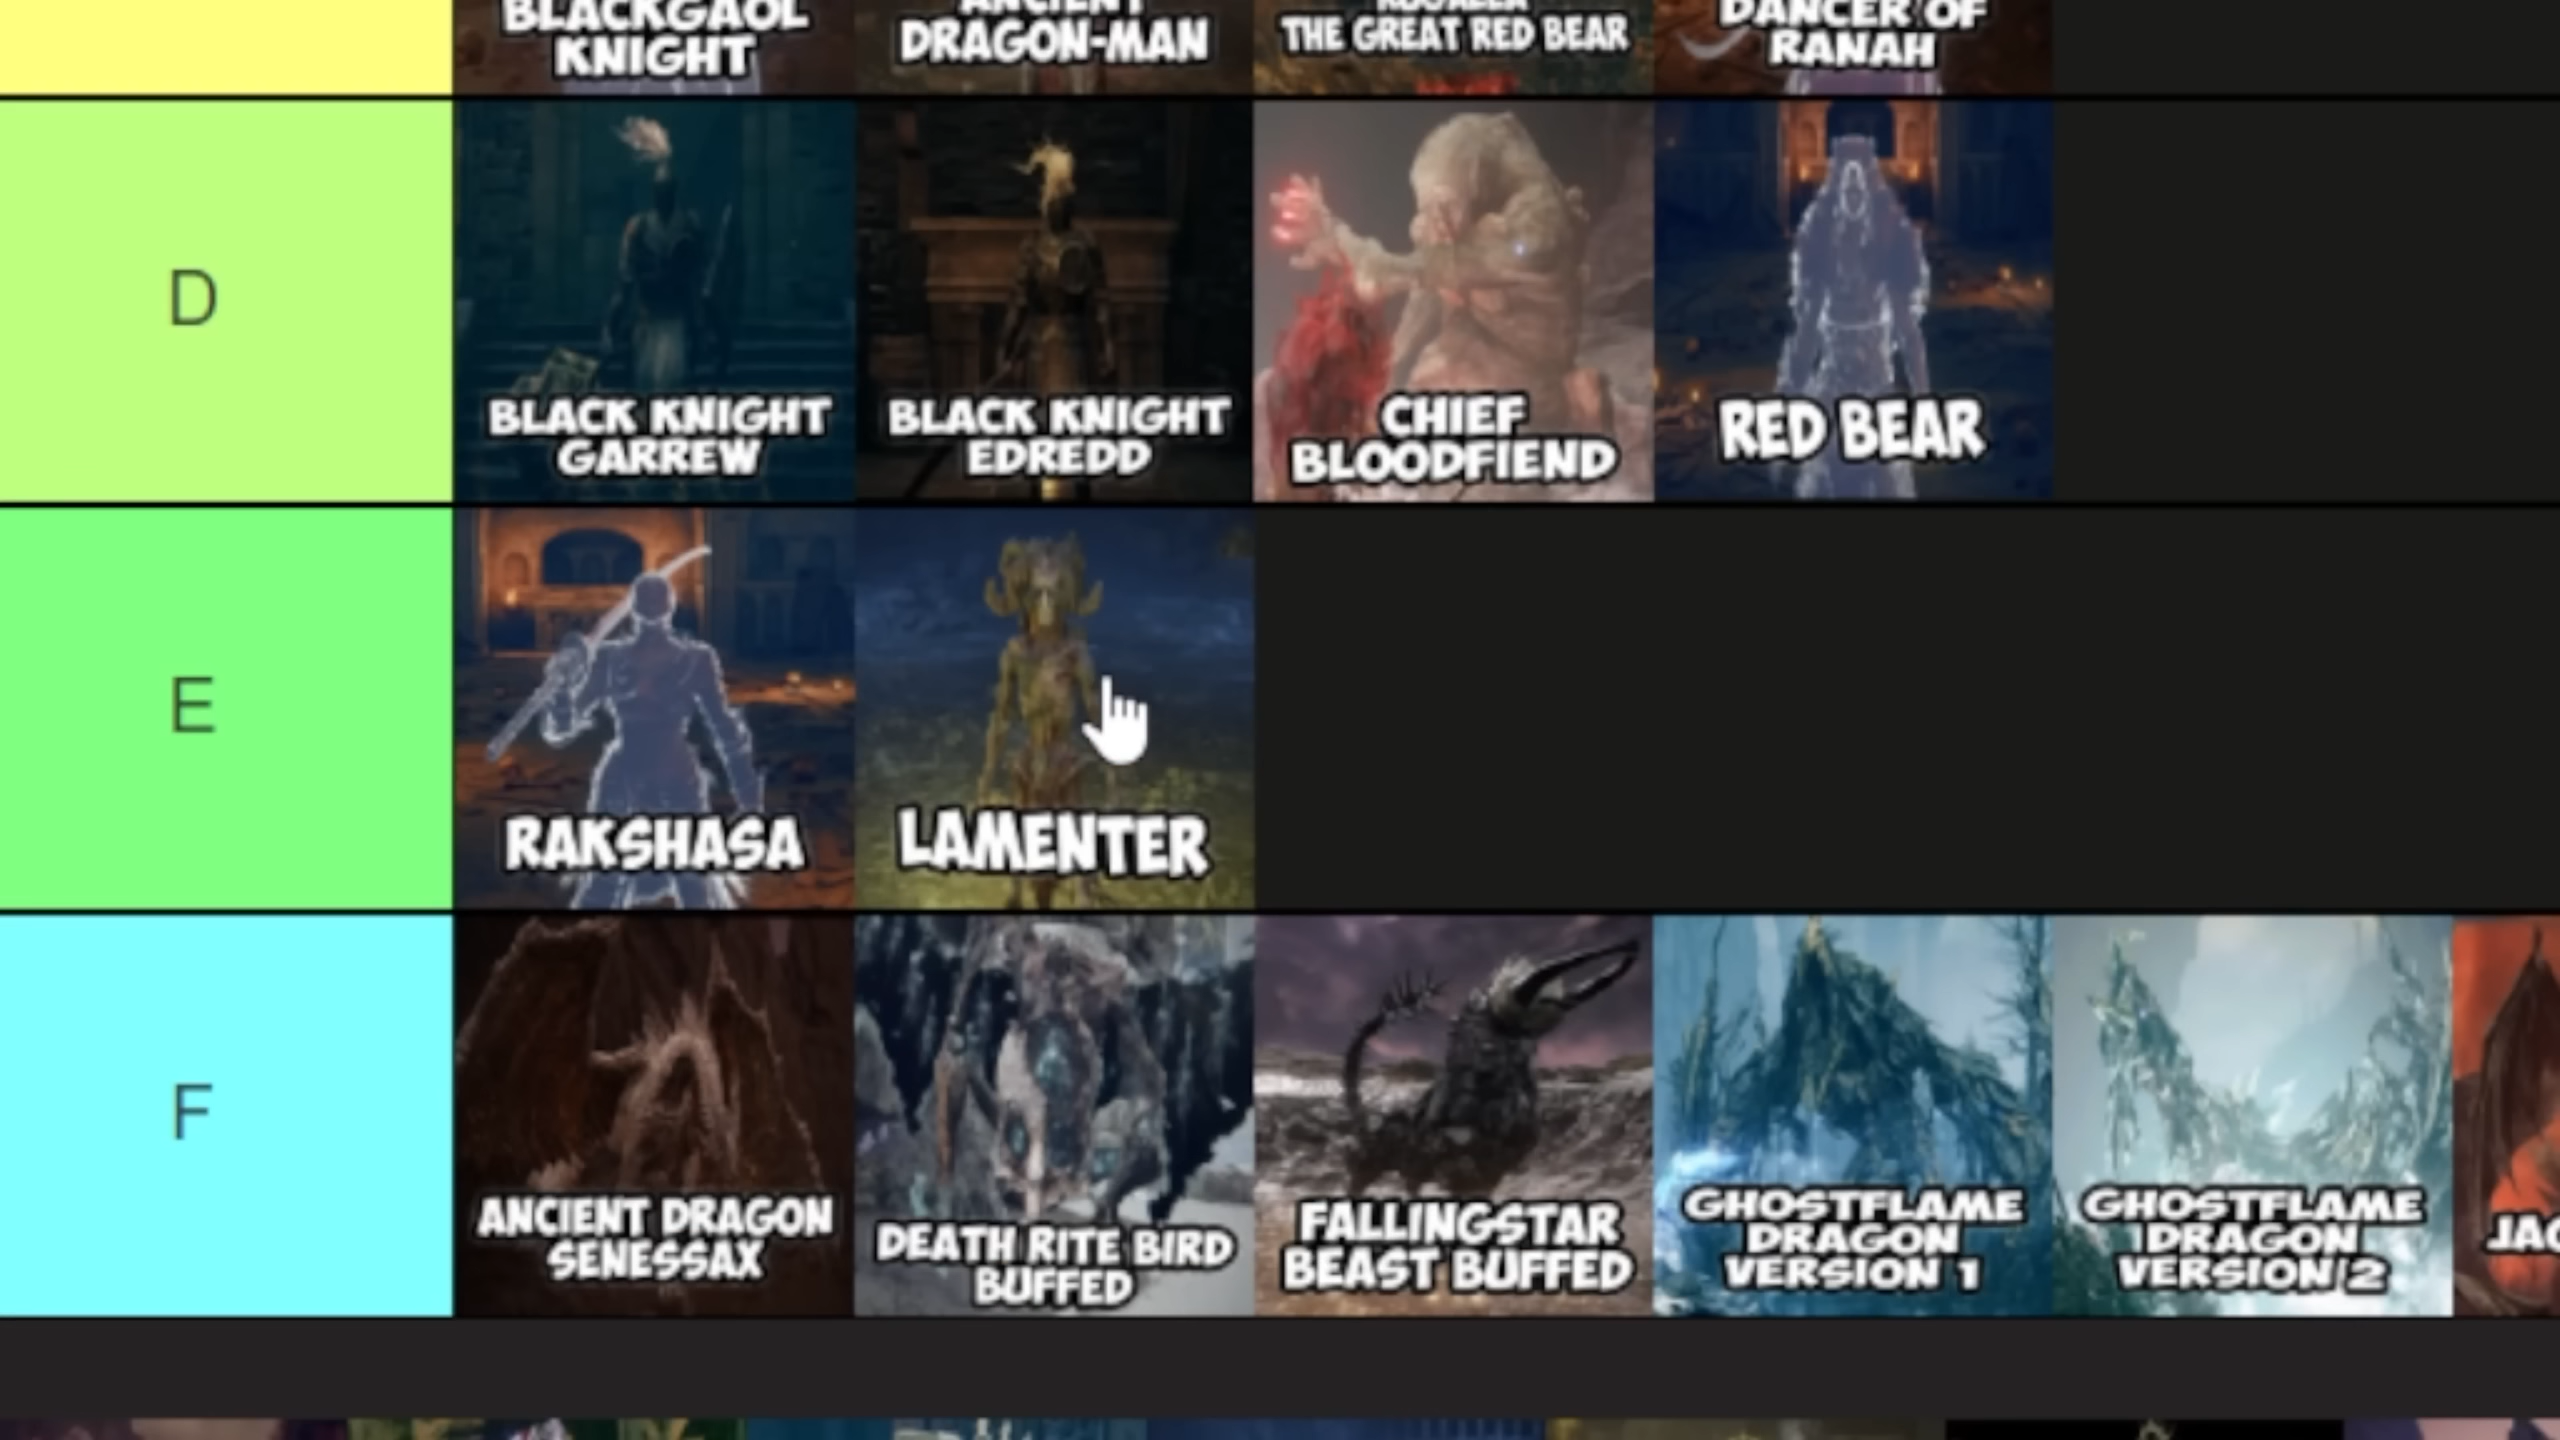 BLACKGAOL
KNIGHT
ANCIENT
DRAGON-MAN
THE GREAT RED BEAR
DANCER OF
RANAH
D
BLACK KNIGHT
GARREW
BLACK KNIGHT
EDREDD
CHIEF
BLOODFIEND
RED BEAR
E
RAKSHASA
LAMENTER
F
ANCIENT DRAGON
SENESSAX
DEATH RITE BIRD
BUFFED
FALLINGSTAR
BEAST BUFFED
GHOSTFLAME
DRAGON
VERSION 1
GHOSTFLAME
DRAGON
VERSION 2